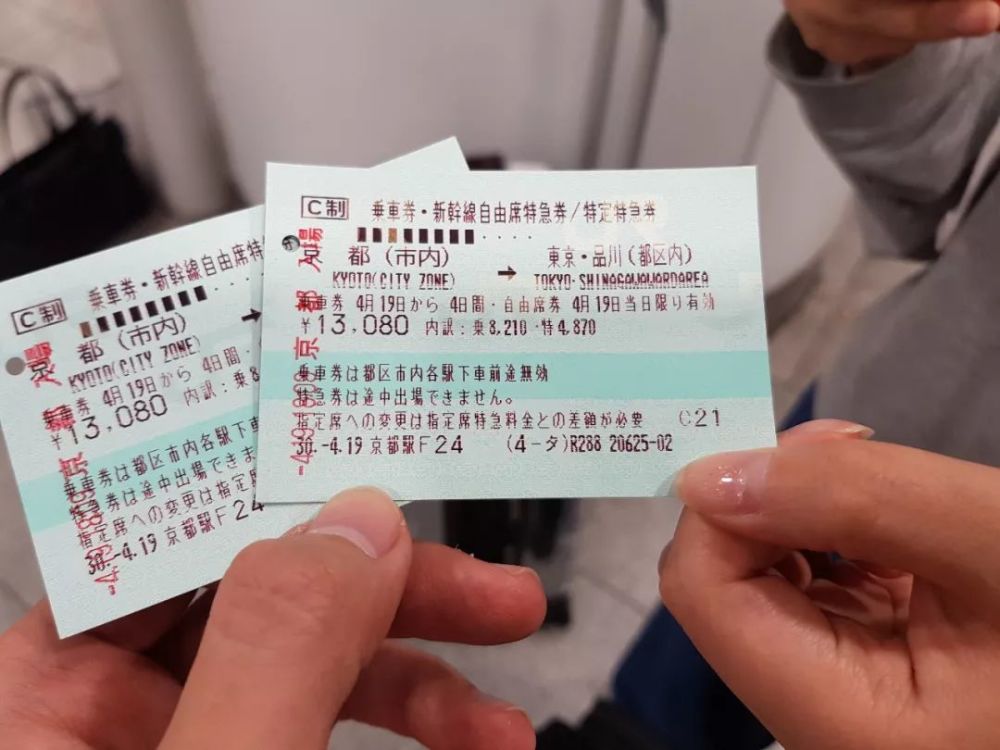 C制 乗車券・新幹線自由席特急券/特定特急券
京都(市内) → 東京・品川(都区内)
KYOTO(CITY ZONE) TOKYO・SHINAGAWAWARDAREA
乗車券 4月19日から 4日間・自由席券 4月19日当日限り有効
¥13,080 内訳:乗8,210・特4,870
乗車券は都区市内各駅下車前途無効
特急券は途中出場できません。
指定席への変更は指定席特急料金との差額が必要 C21
30.-4.19 京都駅F24 (4-タ)R288 20625-02
C制 乗車券・新幹線自由席特
京都(市内) →
KYOTO(CITY ZONE)
乗車券 4月19日から 4日間・
¥13,080 内訳:乗8
乗車券は都区市内各駅下車
特急券は途中出場できま
指定席への変更は指定
30.-4.19 京都駅F24